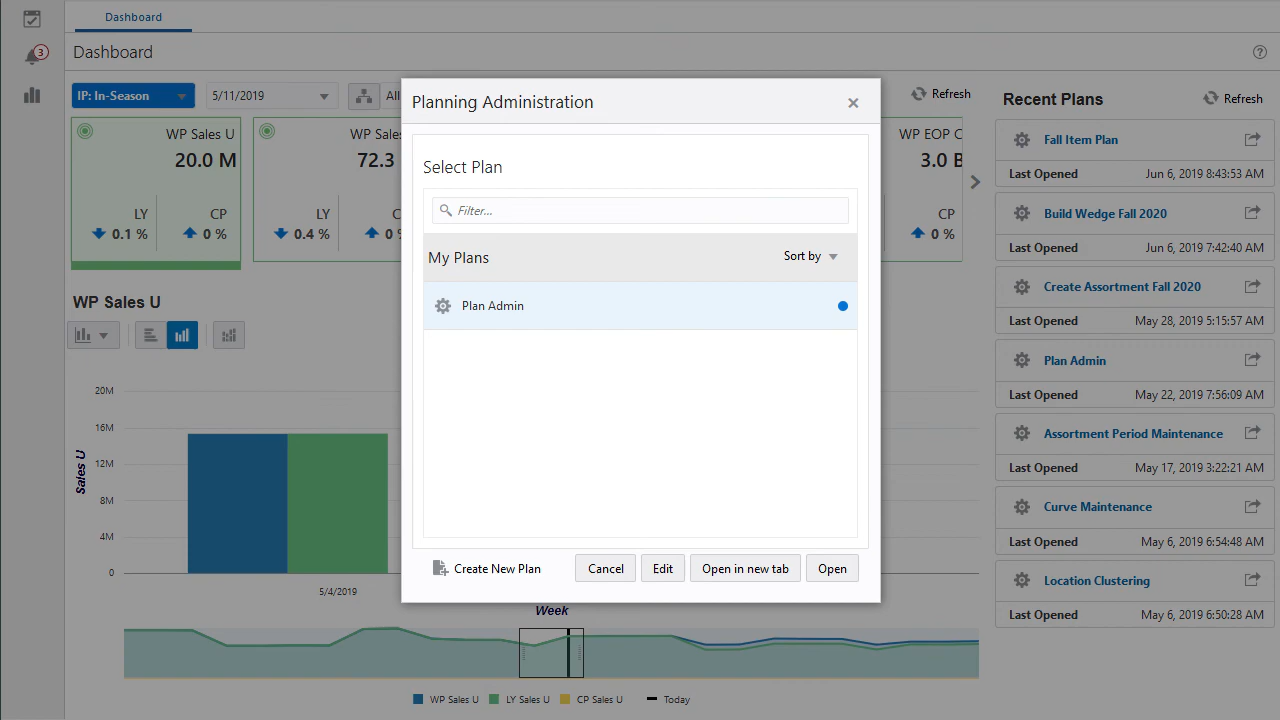 Dashboard
3
Dashboard
IP: In-Season
5/11/2019
All
Refresh
WP Sales U
20.0 M
LY
0.1 %
CP
0 %
WP Sales
72.3
LY
0.4 %
C
0 %
WP EOP C
3.0 B
CP
0 %
WP Sales U
20M
16M
12M
8M
4M
0
Sales U
5/4/2019
Week
WP Sales U
LY Sales U
CP Sales U
Today
Planning Administration
Select Plan
Filter...
My Plans
Sort by
Plan Admin
Create New Plan
Cancel
Edit
Open in new tab
Open
Recent Plans
Refresh
Fall Item Plan
Last Opened Jun 6, 2019 8:43:53 AM
Build Wedge Fall 2020
Last Opened Jun 6, 2019 7:42:40 AM
Create Assortment Fall 2020
Last Opened May 28, 2019 5:15:57 AM
Plan Admin
Last Opened May 22, 2019 7:56:09 AM
Assortment Period Maintenance
Last Opened May 17, 2019 3:22:21 AM
Curve Maintenance
Last Opened May 6, 2019 6:54:48 AM
Location Clustering
Last Opened May 6, 2019 6:50:28 AM